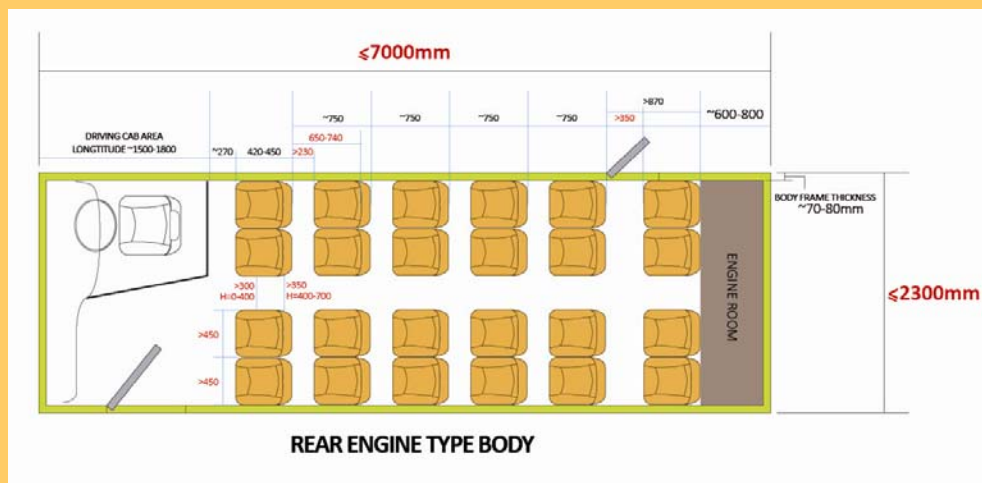 ≤7000mm
>870
~750
~750
~750
~750
>350
~600-800
DRIVING CAB AREA
LONGTITUDE ~1500-1800
650-740
~270
420-450
>230
BODY FRAME THICKNESS
~70-80mm
ENGINE ROOM
>300
H=0-400
>350
H=400-700
≤2300mm
>450
>450
REAR ENGINE TYPE BODY